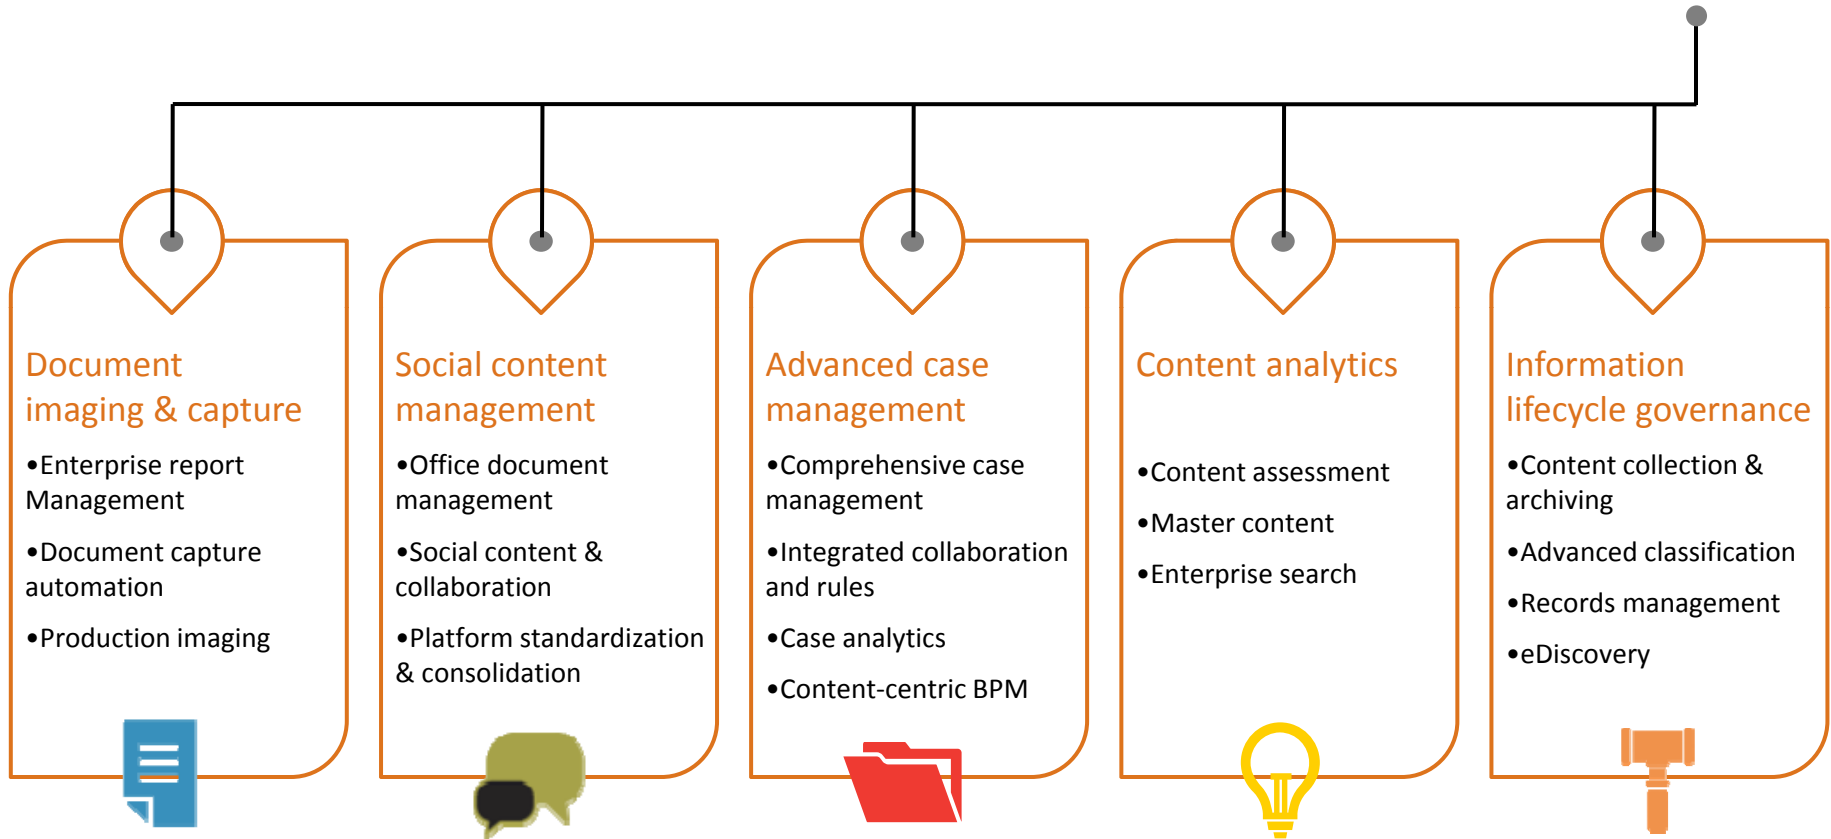 Document
imaging & capture
•Enterprise report
Management
•Document capture
automation
•Production imaging
Social content
management
•Office document
management
•Social content &
collaboration
•Platform standardization
& consolidation
Advanced case
management
•Comprehensive case
management
•Integrated collaboration
and rules
•Case analytics
•Content-centric BPM
Content analytics
•Content assessment
•Master content
•Enterprise search
Information
lifecycle governance
•Content collection &
archiving
•Advanced classification
•Records management
•eDiscovery